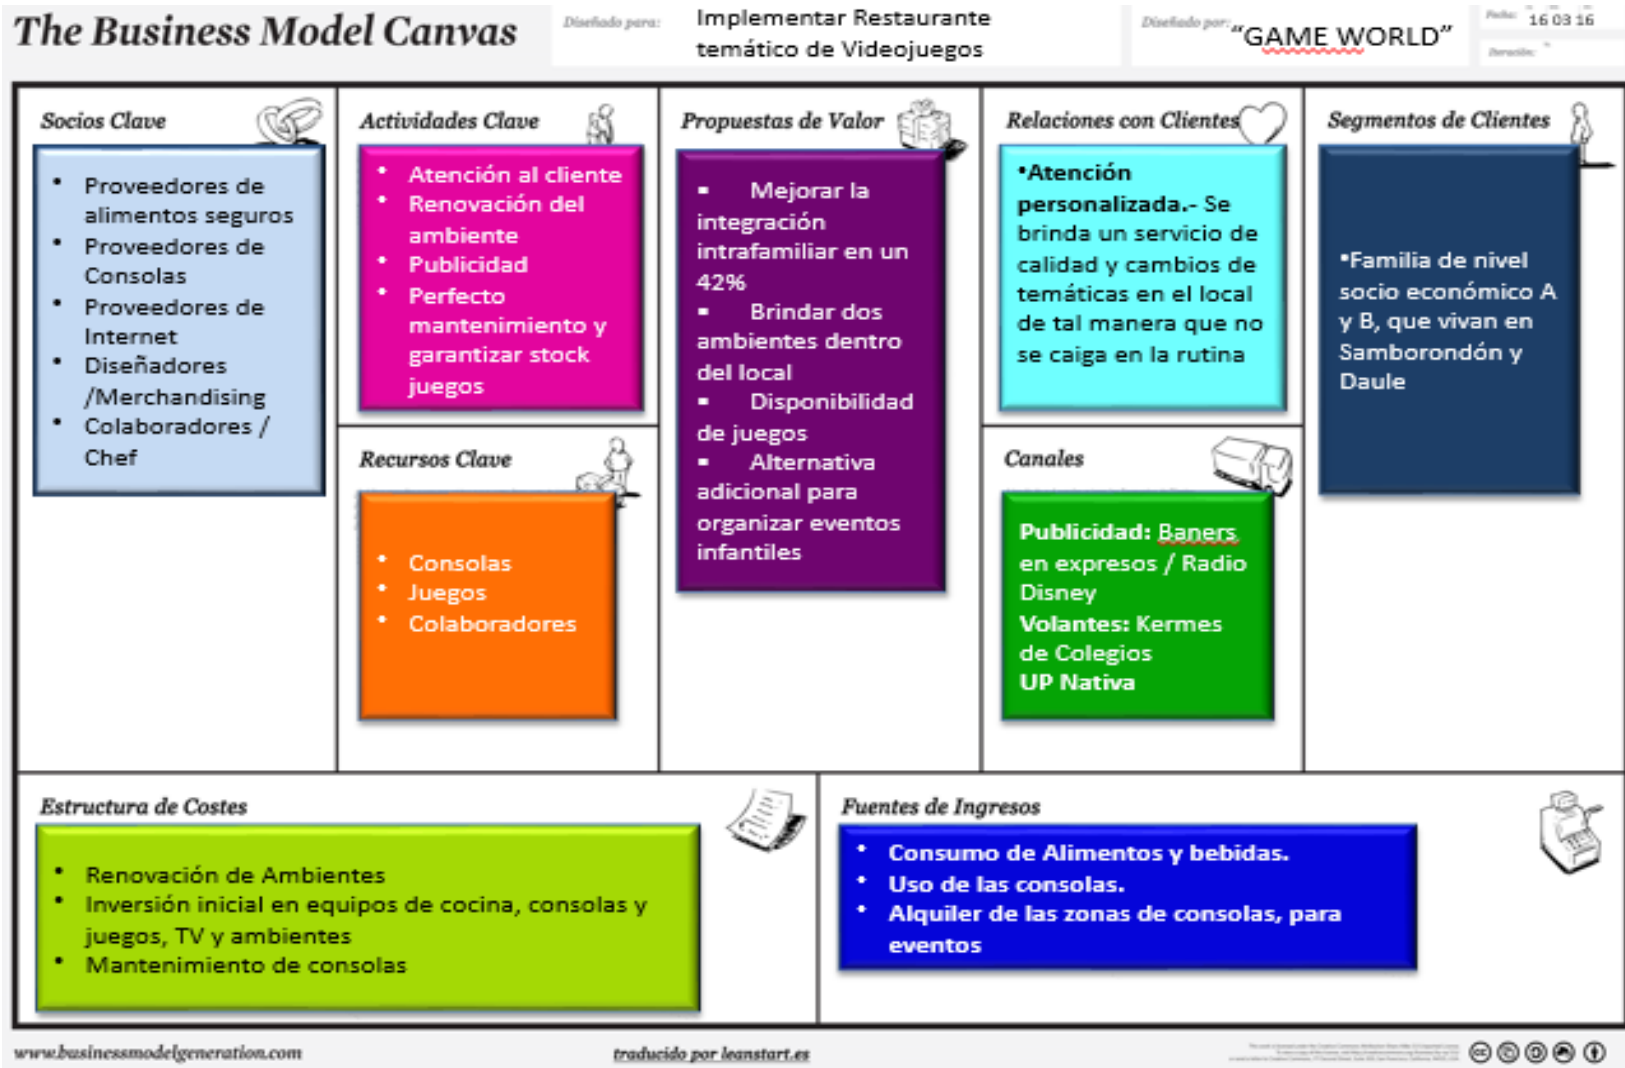 The Business Model Canvas
Diseñado para:
Implementar Restaurante
temático de Videojuegos
Diseñado por:
“GAME WORLD”
Fecha:
16 03 16
Iteración:
Socios Clave
• Proveedores de
alimentos seguros
• Proveedores de
Consolas
• Proveedores de
Internet
• Diseñadores
/Merchandising
• Colaboradores /
Chef
Actividades Clave
• Atención al cliente
• Renovación del
ambiente
• Publicidad
• Perfecto
mantenimiento y
garantizar stock
juegos
Recursos Clave
• Consolas
• Juegos
• Colaboradores
Propuestas de Valor
▪ Mejorar la
integración
intrafamiliar en un
42%
▪ Brindar dos
ambientes dentro
del local
▪ Disponibilidad
de juegos
▪ Alternativa
adicional para
organizar eventos
infantiles
Relaciones con Clientes
•Atención
personalizada.- Se
brinda un servicio de
calidad y cambios de
temáticas en el local
de tal manera que no
se caiga en la rutina
Canales
Publicidad: Baners
en expresos / Radio
Disney
Volantes: Kermes
de Colegios
UP Nativa
Segmentos de Clientes
•Familia de nivel
socio económico A
y B, que vivan en
Samborondón y
Daule
Estructura de Costes
• Renovación de Ambientes
• Inversión inicial en equipos de cocina, consolas y
juegos, TV y ambientes
• Mantenimiento de consolas
Fuentes de Ingresos
• Consumo de Alimentos y bebidas.
• Uso de las consolas.
• Alquiler de las zonas de consolas, para
eventos
www.businessmodelgeneration.com
traducido por leanstart.es